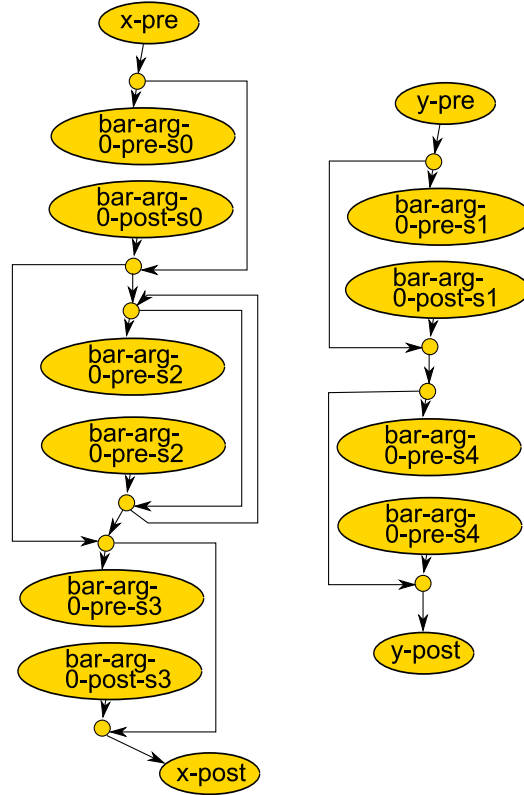 x-pre
bar-arg-
0-pre-s0
bar-arg-
0-post-s0
bar-arg-
0-pre-s2
bar-arg-
0-pre-s2
bar-arg-
0-pre-s3
bar-arg-
0-post-s3
x-post
y-pre
bar-arg-
0-pre-s1
bar-arg-
0-post-s1
bar-arg-
0-pre-s4
bar-arg-
0-pre-s4
y-post